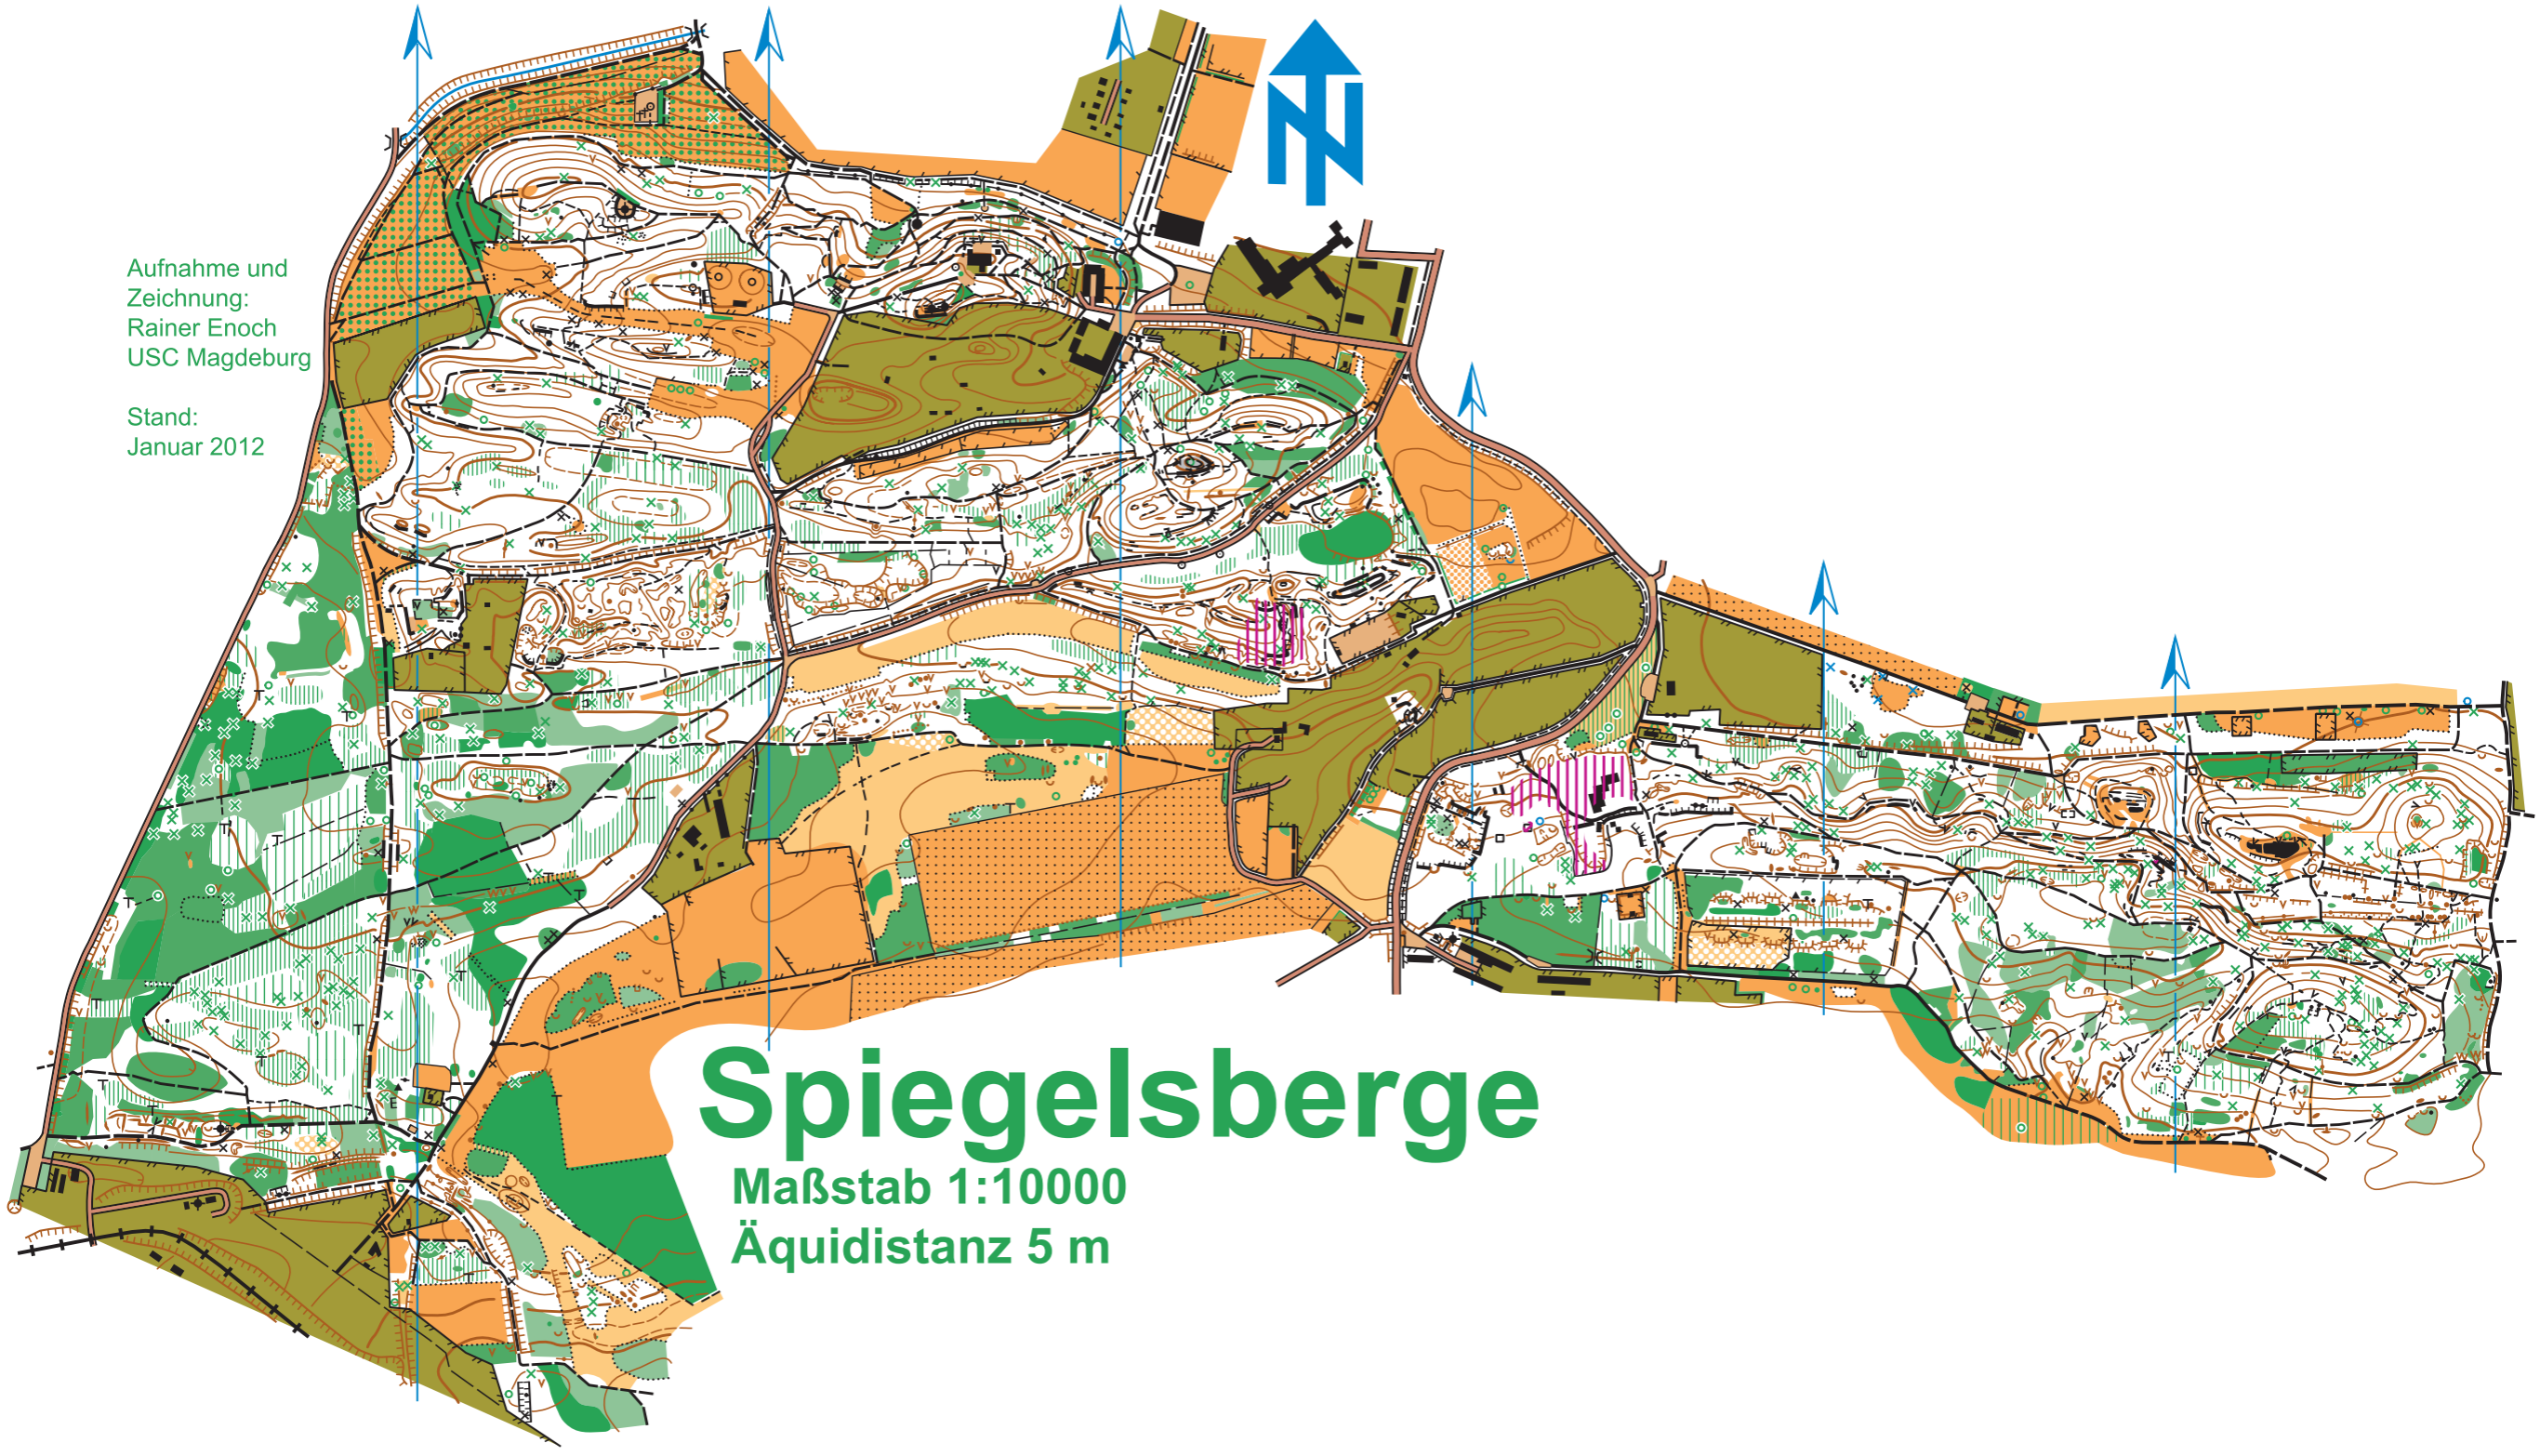 N
Aufnahme und
Zeichnung:
Rainer Enoch
USC Magdeburg
Stand:
Januar 2012
Spiegelsberge
Maßstab 1:10000
Äquidistanz 5 m